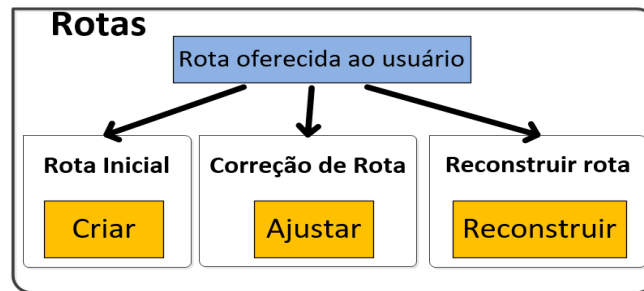 Rotas
Rota oferecida ao usuário
Rota Inicial
Criar
Correção de Rota
Ajustar
Reconstruir rota
Reconstruir